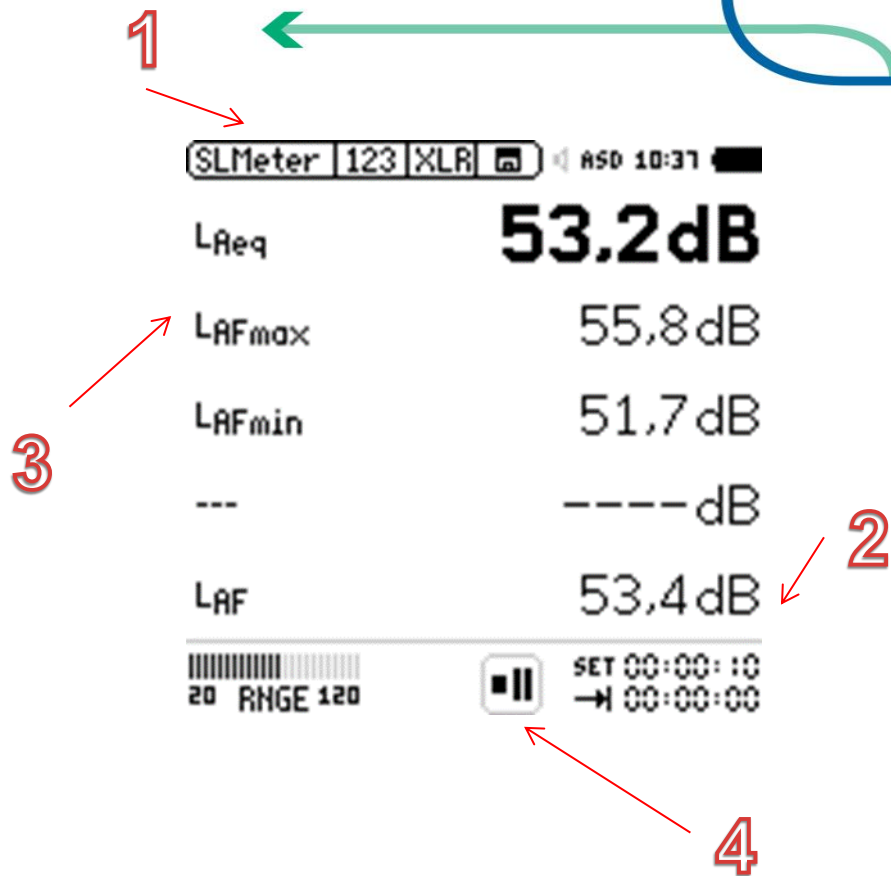 1
SLMeter 123 XLR ASD 10:37
LAeq 53,2dB
LAFmax 55,8dB
3
LAFmin 51,7dB
--- ----dB
2
LAF 53,4dB
SET 00:00:10
20 RNGE 120 00:00:00
4